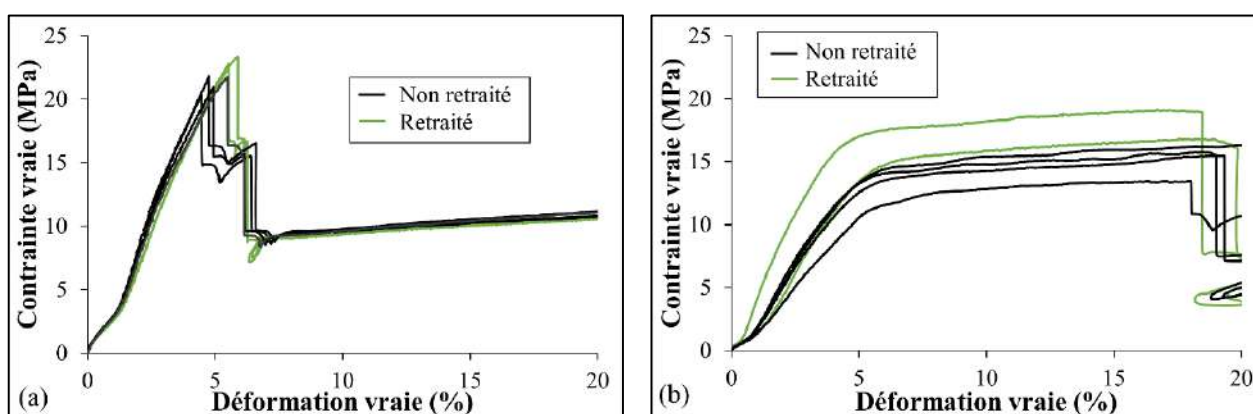 Contrainte vraie (MPa)
25
20
15
10
5
0
Non retraité
Retraité
0 5 10 15 20
(a) Déformation vraie (%)
Contrainte vraie (MPa)
25
20
15
10
5
0
Non retraité
Retraité
0 5 10 15 20
(b) Déformation vraie (%)